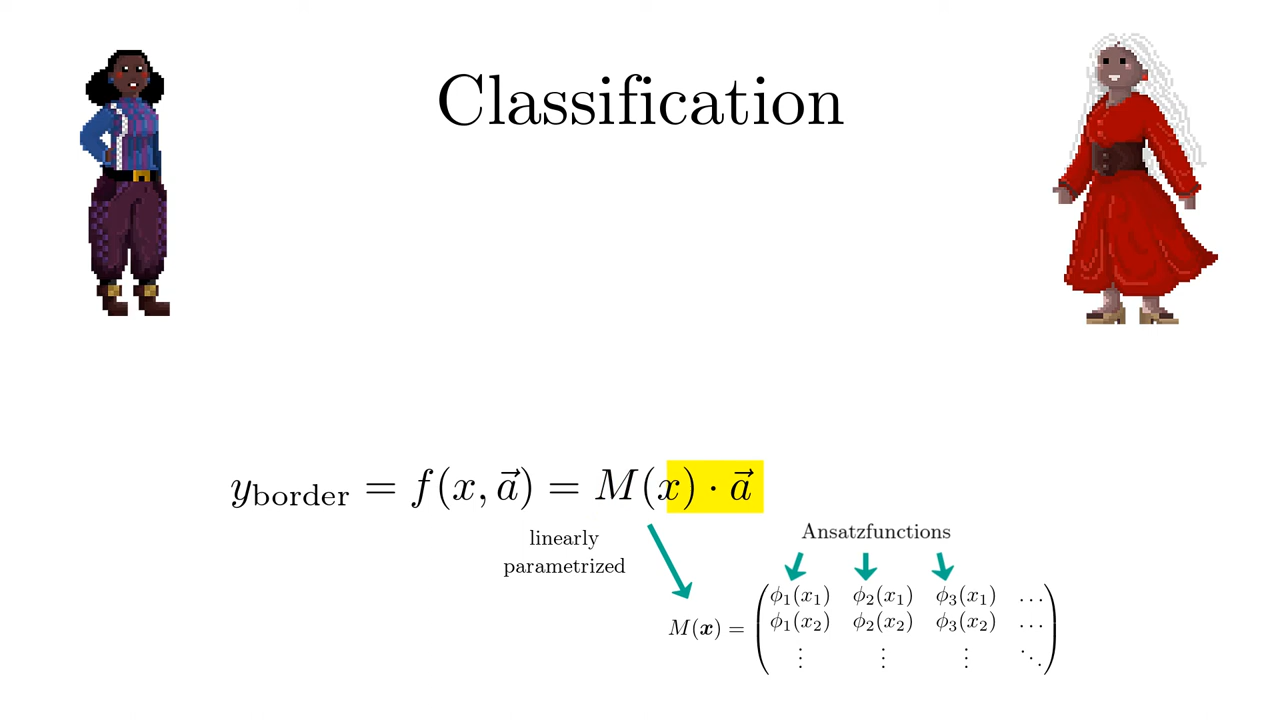 Classification
y_border = f(x, a⃗) = M(x) · a⃗
linearly
parametrized
Ansatzfunctions
M(x) = ( ϕ₁(x₁) ϕ₂(x₁) ϕ₃(x₁) …
ϕ₁(x₂) ϕ₂(x₂) ϕ₃(x₂) …
⋮ ⋮ ⋮ ⋱ )